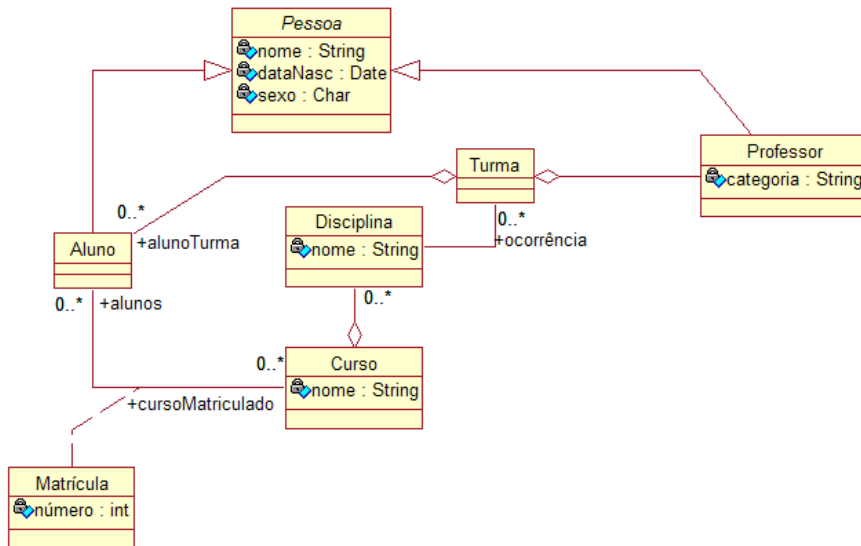 Pessoa
nome : String
dataNasc : Date
sexo : Char
Turma
Professor
categoria : String
0..*
+alunoTurma
Aluno
Disciplina
nome : String
0..*
+ocorrência
0..*
+alunos
0..*
0..*
Curso
nome : String
+cursoMatriculado
Matrícula
número : int